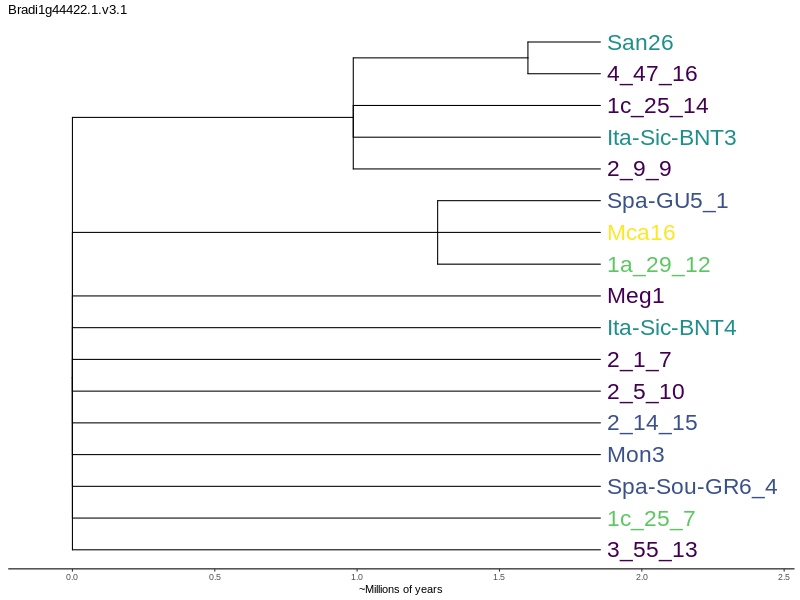 Bradi1g44422.1.v3.1
San26
4_47_16
1c_25_14
Ita-Sic-BNT3
2_9_9
Spa-GU5_1
Mca16
1a_29_12
Meg1
Ita-Sic-BNT4
2_1_7
2_5_10
2_14_15
Mon3
Spa-Sou-GR6_4
1c_25_7
3_55_13
0.0 0.5 1.0 1.5 2.0 2.5
~Millions of years